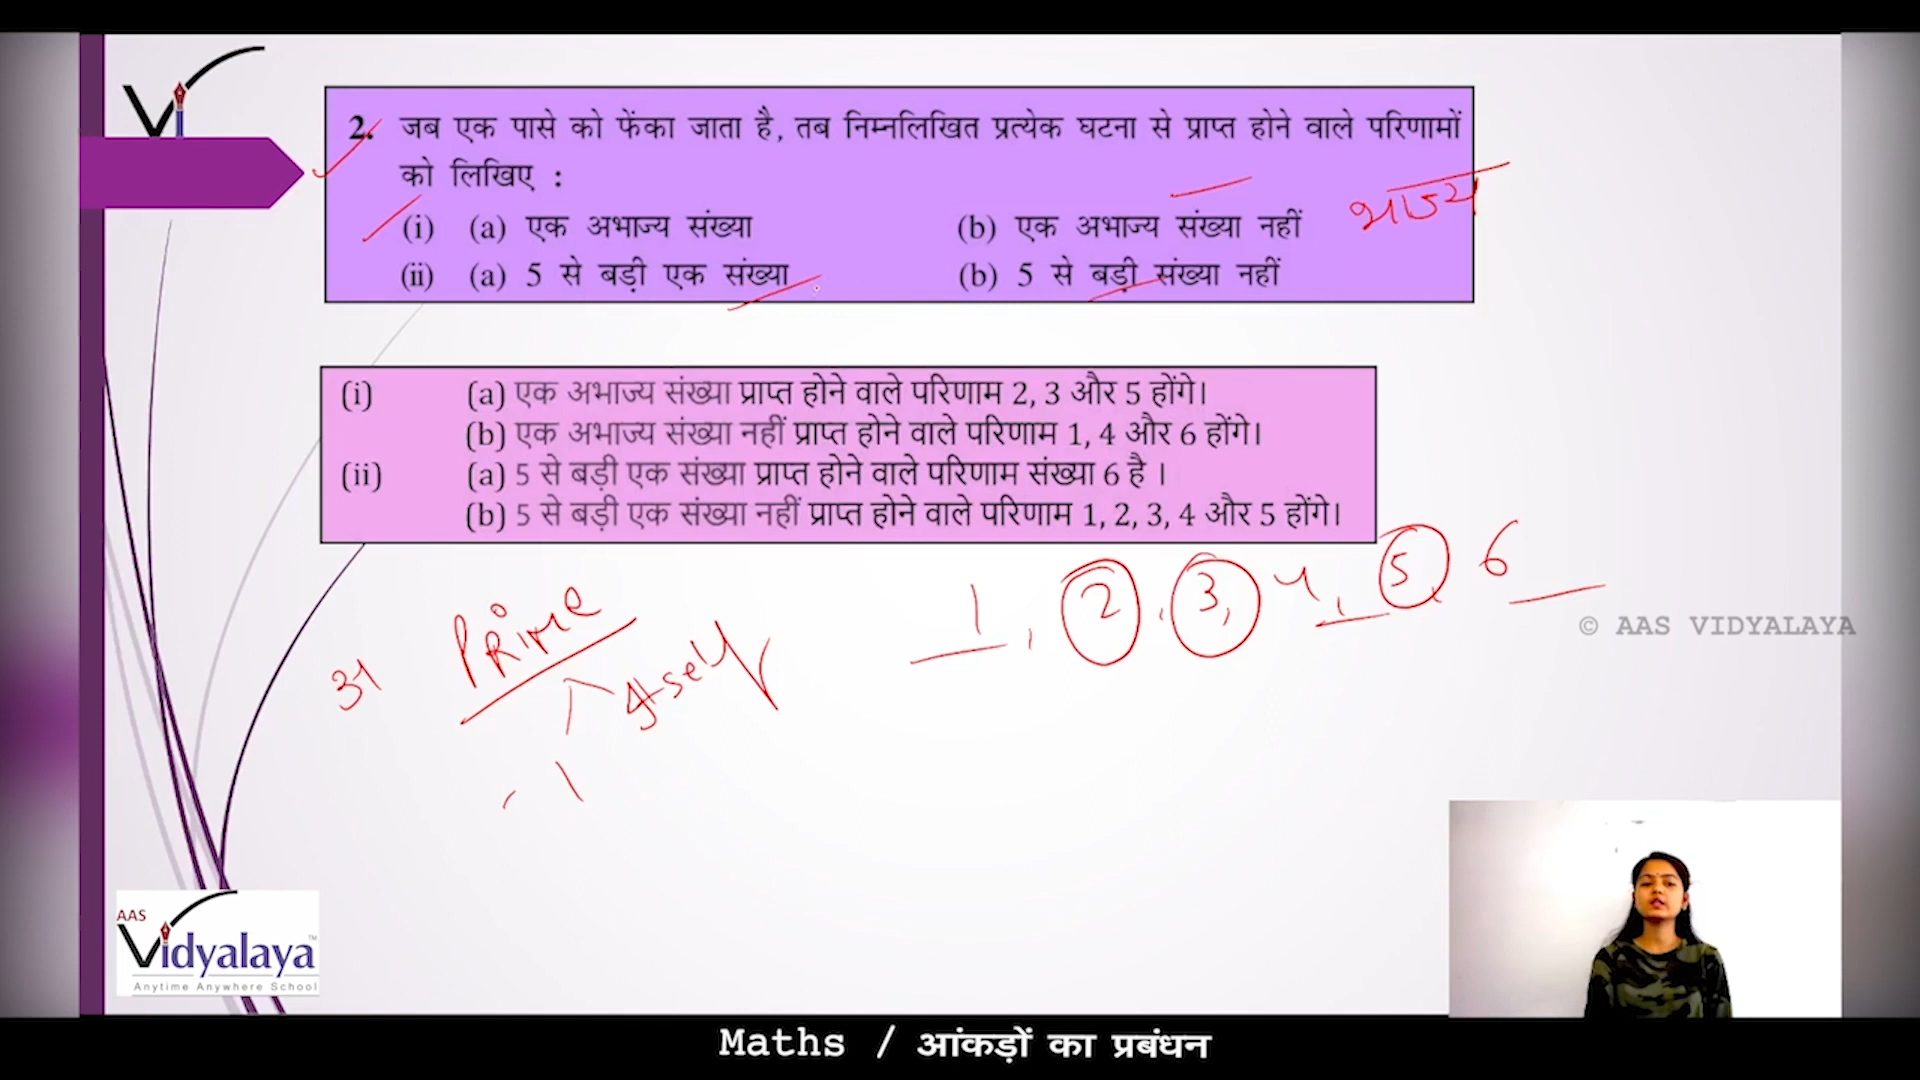 2. जब एक पासे को फेंका जाता है, तब निम्नलिखित प्रत्येक घटना से प्राप्त होने वाले परिणामों
को लिखिए :
(i) (a) एक अभाज्य संख्या (b) एक अभाज्य संख्या नहीं
भाज्य
(ii) (a) 5 से बड़ी एक संख्या (b) 5 से बड़ी संख्या नहीं
(i) (a) एक अभाज्य संख्या प्राप्त होने वाले परिणाम 2, 3 और 5 होंगे।
(b) एक अभाज्य संख्या नहीं प्राप्त होने वाले परिणाम 1, 4 और 6 होंगे।
(ii) (a) 5 से बड़ी एक संख्या प्राप्त होने वाले परिणाम संख्या 6 है ।
(b) 5 से बड़ी एक संख्या नहीं प्राप्त होने वाले परिणाम 1, 2, 3, 4 और 5 होंगे।
1, 2, 3, 4, 5, 6
PRiMe
अ
self
1
© AAS VIDYALAYA
AAS
Vidyalaya
TM
Anytime Anywhere School
Maths / आंकड़ों का प्रबंधन